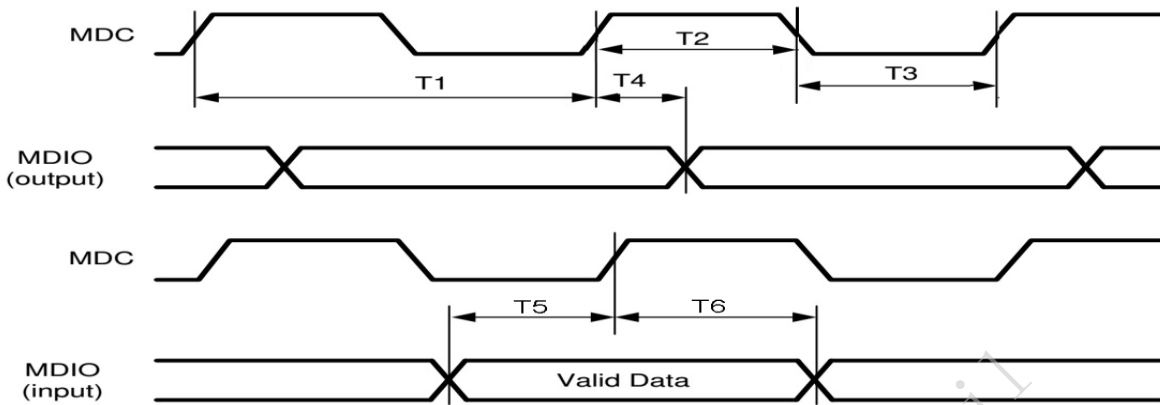 MDC
T2
T3
T1
T4
MDIO
(output)
MDC
T5
T6
MDIO
(input)
Valid Data